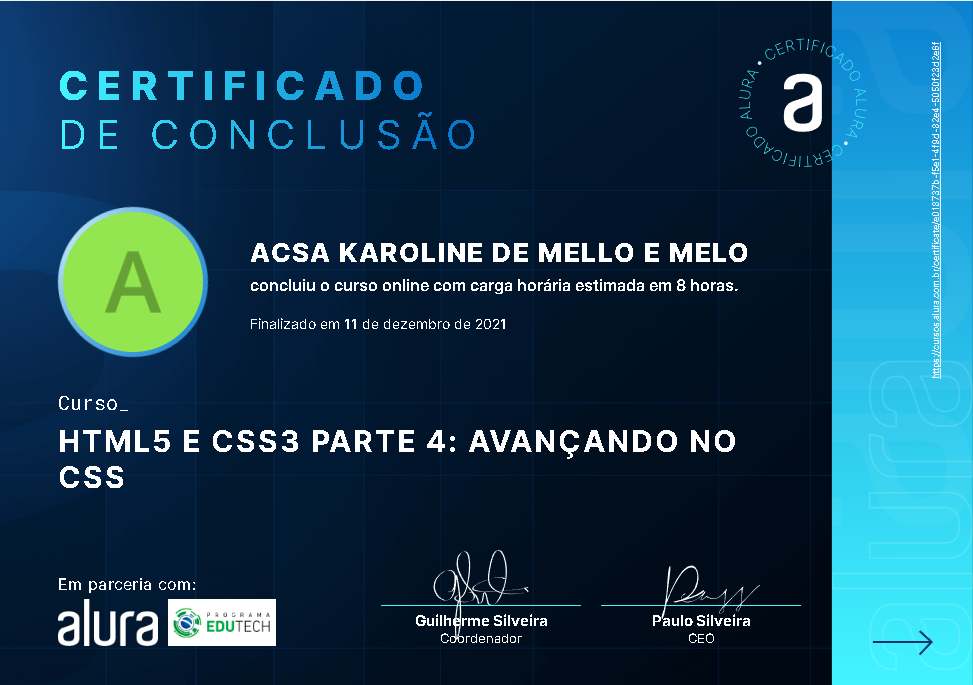 CERTIFICADO
DE CONCLUSÃO
CERTIFICADO ALURA • CERTIFICADO ALURA •
a
A
ACSA KAROLINE DE MELLO E MELO
concluiu o curso online com carga horária estimada em 8 horas.
Finalizado em 11 de dezembro de 2021
Curso_
HTML5 E CSS3 PARTE 4: AVANÇANDO NO
CSS
Em parceria com:
alura
PROGRAMA
EDUTECH
Guilherme Silveira
Coordenador
Paulo Silveira
CEO
alura